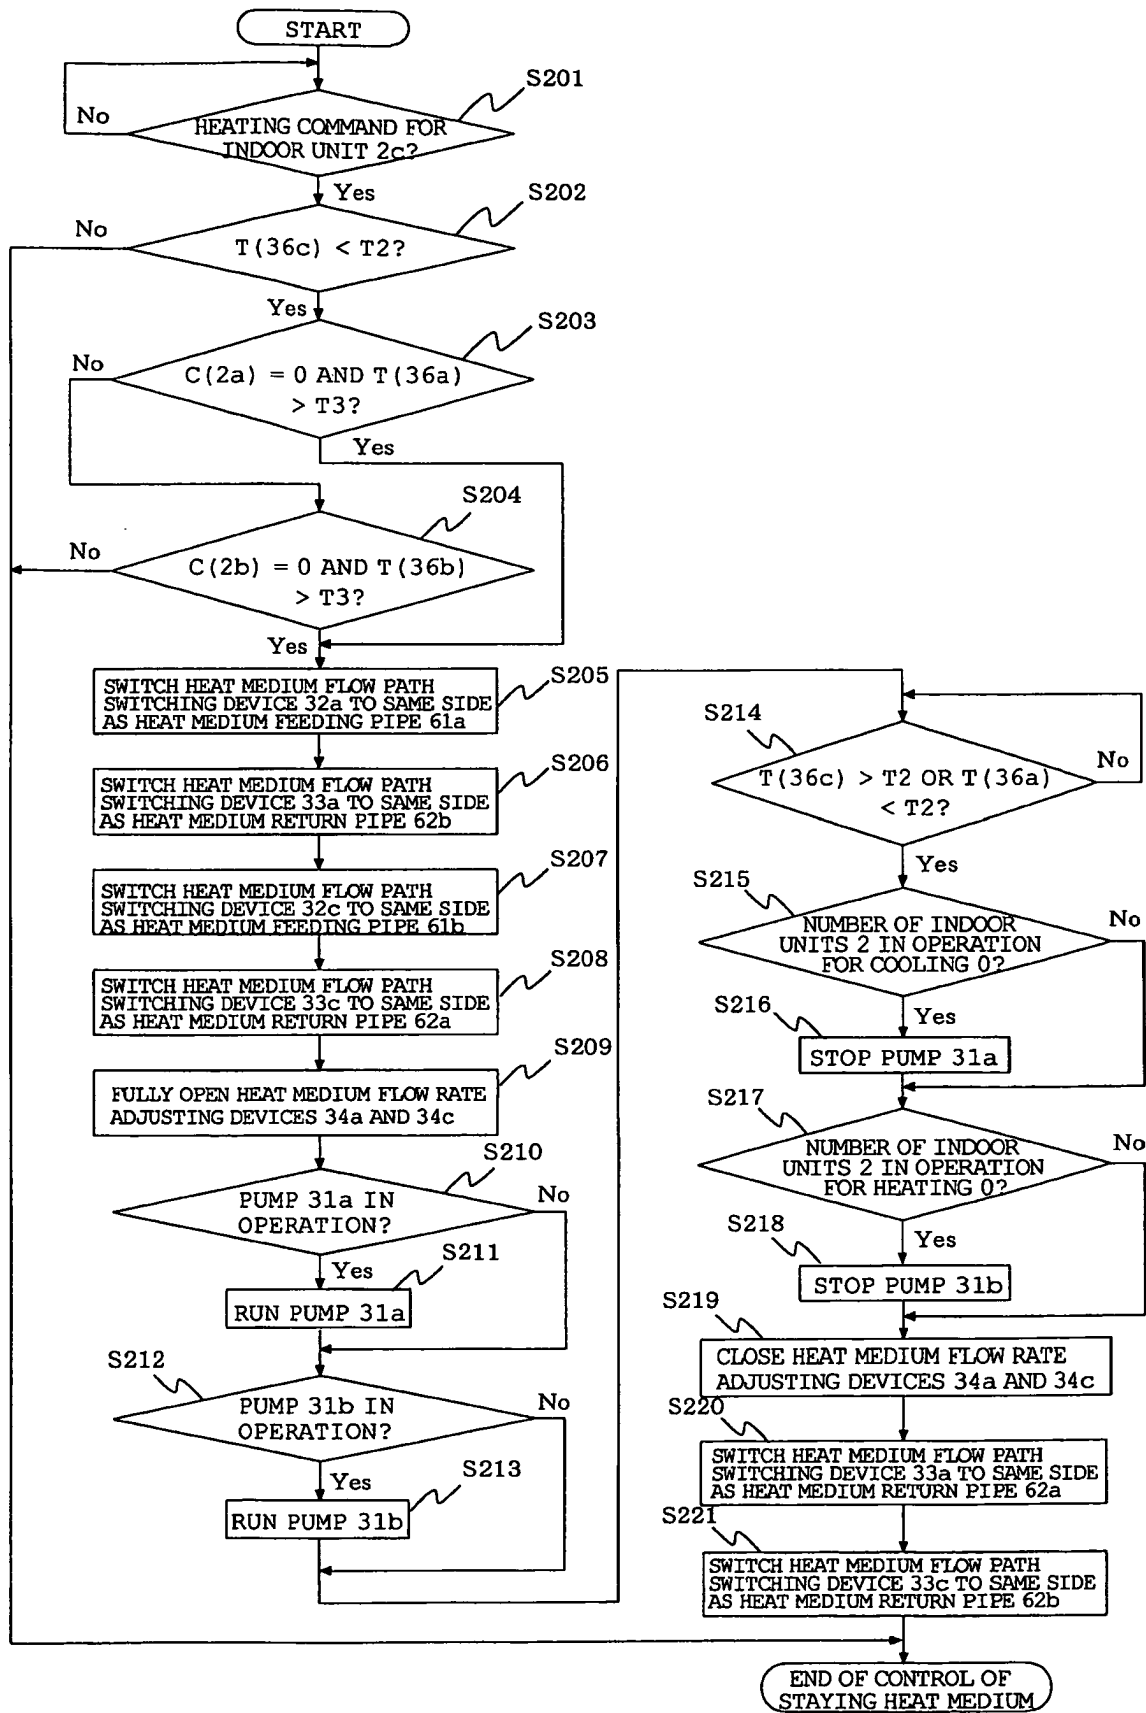 START
S201
No
HEATING COMMAND FOR
INDOOR UNIT 2c?
Yes
S202
No
T(36c) < T2?
Yes
S203
No
C(2a) = 0 AND T(36a)
> T3?
Yes
S204
No
C(2b) = 0 AND T(36b)
> T3?
Yes
S205
SWITCH HEAT MEDIUM FLOW PATH
SWITCHING DEVICE 32a TO SAME SIDE
AS HEAT MEDIUM FEEDING PIPE 61a
S206
SWITCH HEAT MEDIUM FLOW PATH
SWITCHING DEVICE 33a TO SAME SIDE
AS HEAT MEDIUM RETURN PIPE 62b
S207
SWITCH HEAT MEDIUM FLOW PATH
SWITCHING DEVICE 32c TO SAME SIDE
AS HEAT MEDIUM FEEDING PIPE 61b
S208
SWITCH HEAT MEDIUM FLOW PATH
SWITCHING DEVICE 33c TO SAME SIDE
AS HEAT MEDIUM RETURN PIPE 62a
S209
FULLY OPEN HEAT MEDIUM FLOW RATE
ADJUSTING DEVICES 34a AND 34c
S210
PUMP 31a IN
OPERATION?
No
Yes
S211
RUN PUMP 31a
S212
PUMP 31b IN
OPERATION?
No
Yes
S213
RUN PUMP 31b
S214
T(36c) > T2 OR T(36a)
< T2?
No
Yes
S215
NUMBER OF INDOOR
UNITS 2 IN OPERATION
FOR COOLING 0?
No
Yes
S216
STOP PUMP 31a
S217
NUMBER OF INDOOR
UNITS 2 IN OPERATION
FOR HEATING 0?
No
Yes
S218
STOP PUMP 31b
S219
CLOSE HEAT MEDIUM FLOW RATE
ADJUSTING DEVICES 34a AND 34c
S220
SWITCH HEAT MEDIUM FLOW PATH
SWITCHING DEVICE 33a TO SAME SIDE
AS HEAT MEDIUM RETURN PIPE 62a
S221
SWITCH HEAT MEDIUM FLOW PATH
SWITCHING DEVICE 33c TO SAME SIDE
AS HEAT MEDIUM RETURN PIPE 62b
END OF CONTROL OF
STAYING HEAT MEDIUM